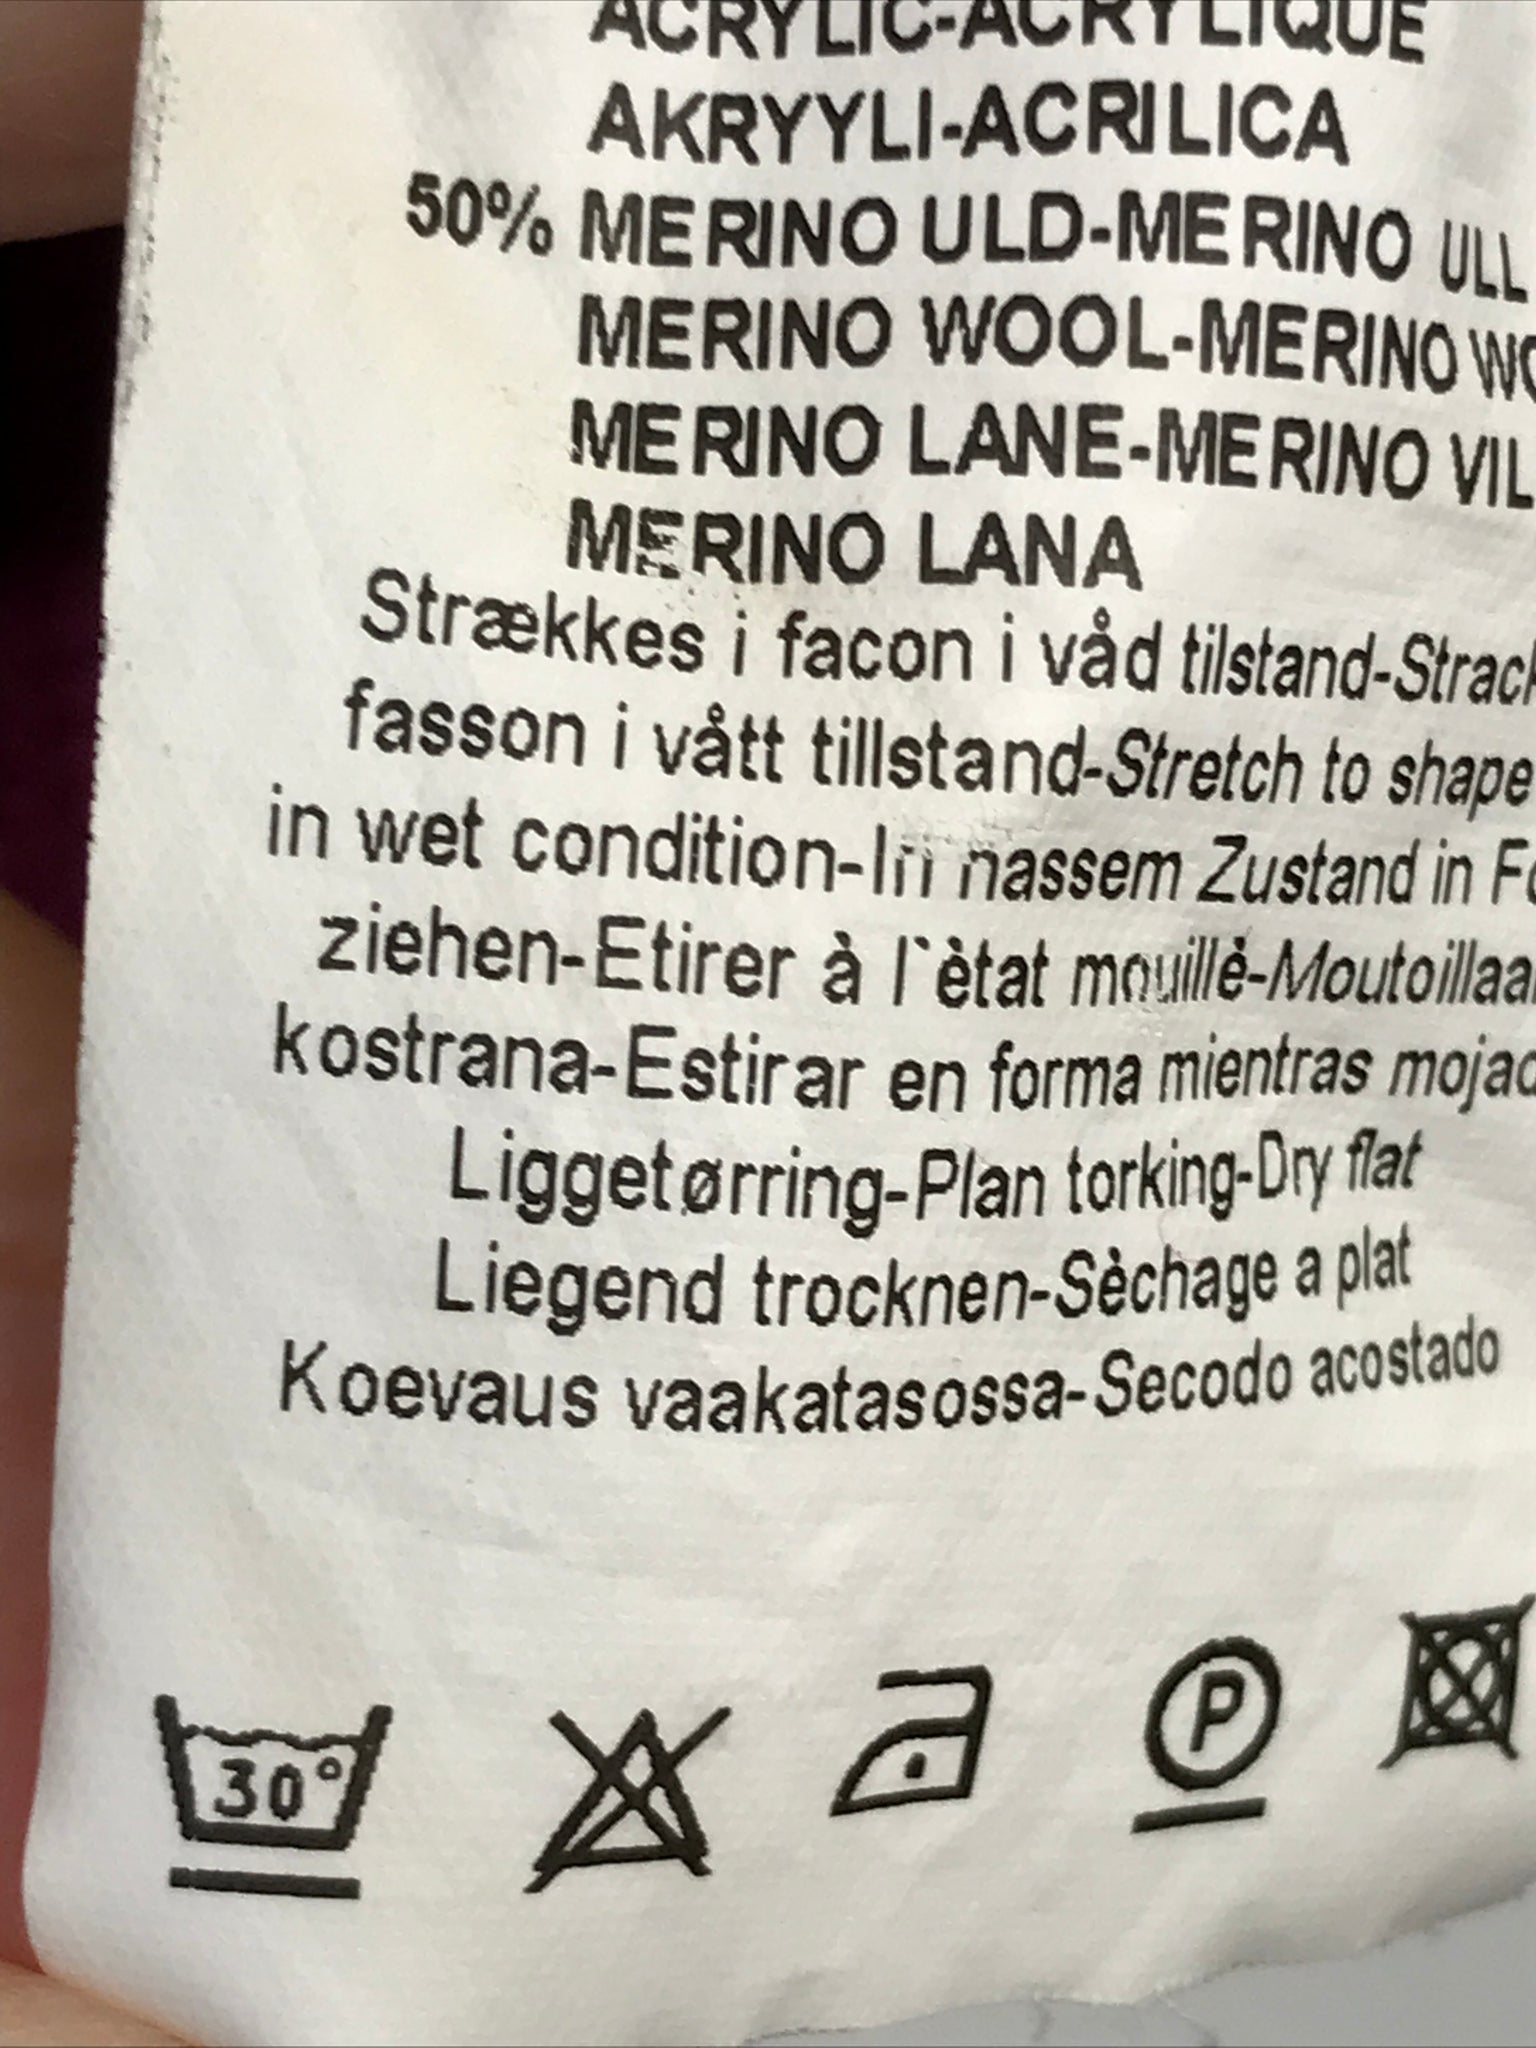 ACRYLIC-ACRYLIQUE
AKRYYLI-ACRILICA
50% MERINO ULD-MERINO ULL
MERINO WOOL-MERINO
MERINO LANE-MERINO
MERINO LANA
Strækkes i facon i våd tilstand-
fasson i vått tillstand-Stretch to shape
in wet condition-In nassem Zustand in
ziehen-Etirer à l`ètat mouillè-
kostrana-Estirar en forma mientras
Liggetørring-Plan torking-Dry flat
Liegend trocknen-Sèchage a plat
Koevaus vaakatasossa-Secodo acostado
30° P